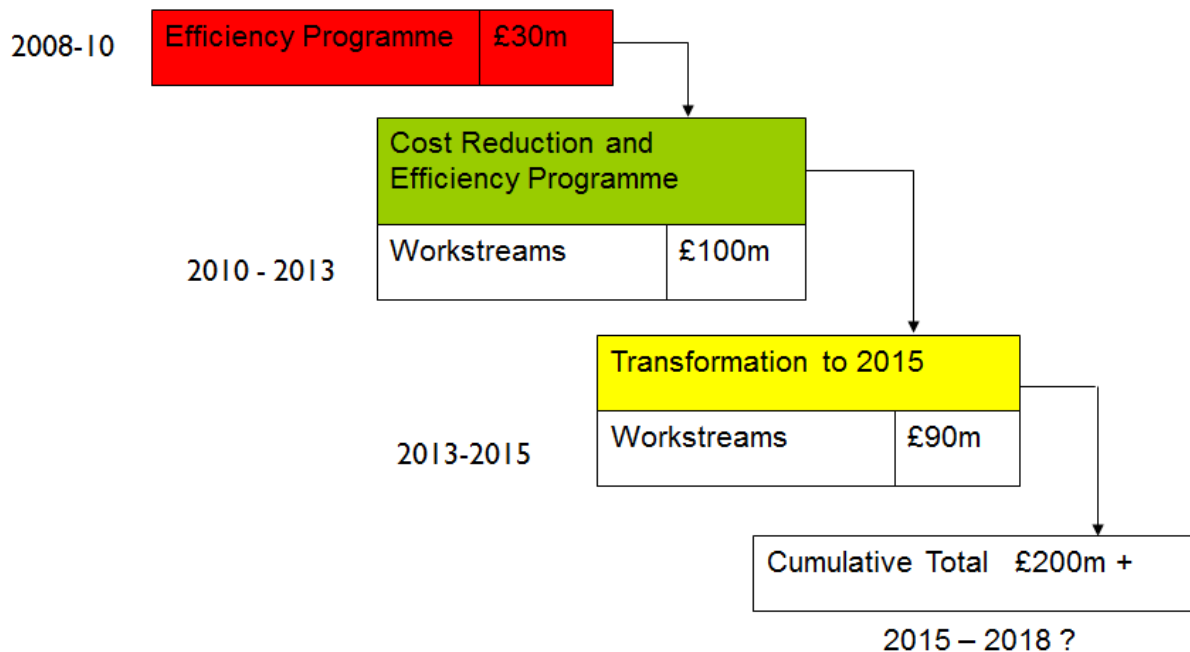 2008-10
Efficiency Programme £30m
Cost Reduction and
Efficiency Programme
Workstreams £100m
2010 - 2013
Transformation to 2015
Workstreams £90m
2013-2015
Cumulative Total £200m +
2015 – 2018 ?